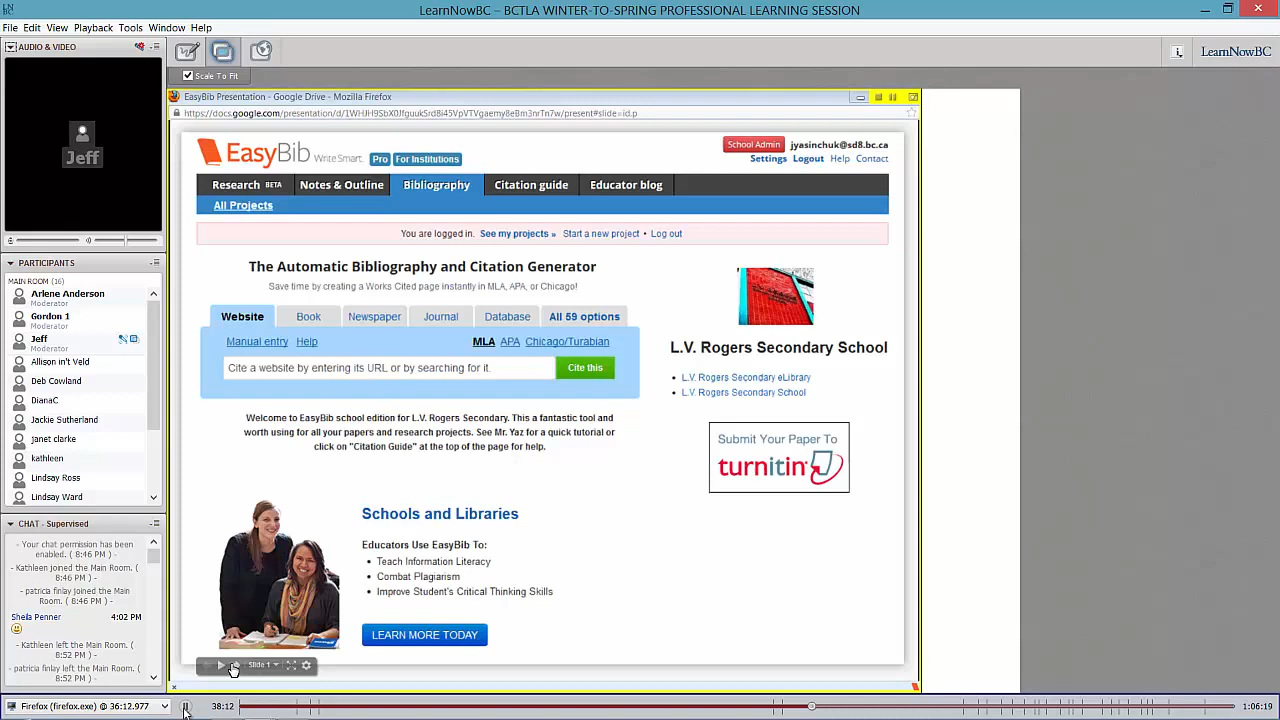 LearnNowBC – BCTLA WINTER-TO-SPRING PROFESSIONAL LEARNING SESSION
File Edit View Playback Tools Window Help
AUDIO & VIDEO
LearnNowBC
Scale To Fit
Jeff
PARTICIPANTS
MAIN ROOM (16)
Arlene Anderson
Moderator
Gordon 1
Moderator
Jeff
Moderator
Allison in't Veld
Deb Cowland
DianaC
Jackie Sutherland
janet clarke
kathleen
Lindsay Ross
Lindsay Ward
CHAT - Supervised
- Your chat permission has been
enabled. ( 8:46 PM ) -
- Kathleen joined the Main Room. (
8:46 PM ) -
- patricia finlay joined the Main
Room. ( 8:46 PM ) -
Sheila Penner 4:02 PM
- Kathleen left the Main Room. (
8:52 PM ) -
- patricia finlay left the Main Room. (
8:52 PM ) -
EasyBib Presentation - Google Drive - Mozilla Firefox
EasyBib Write Smart. Pro For Institutions
School Admin jyasinchuk@sd8.bc.ca
Settings Logout Help Contact
Research BETA Notes & Outline Bibliography Citation guide Educator blog
All Projects
You are logged in. See my projects » Start a new project • Log out
The Automatic Bibliography and Citation Generator
Save time by creating a Works Cited page instantly in MLA, APA, or Chicago!
Website Book Newspaper Journal Database All 59 options
Manual entry Help MLA APA Chicago/Turabian
Cite a website by entering its URL or by searching for it. Cite this
Welcome to EasyBib school edition for L.V. Rogers Secondary. This a fantastic tool and
worth using for all your papers and research projects. See Mr. Yaz for a quick tutorial or
click on "Citation Guide" at the top of the page for help.
L.V. Rogers Secondary School
• L.V. Rogers Secondary eLibrary
• L.V. Rogers Secondary School
Submit Your Paper To
turnitin
Schools and Libraries
Educators Use EasyBib To:
• Teach Information Literacy
• Combat Plagiarism
• Improve Student's Critical Thinking Skills
LEARN MORE TODAY
Slide 1
Firefox (firefox.exe) @ 36:12.977 38:12 1:06:19